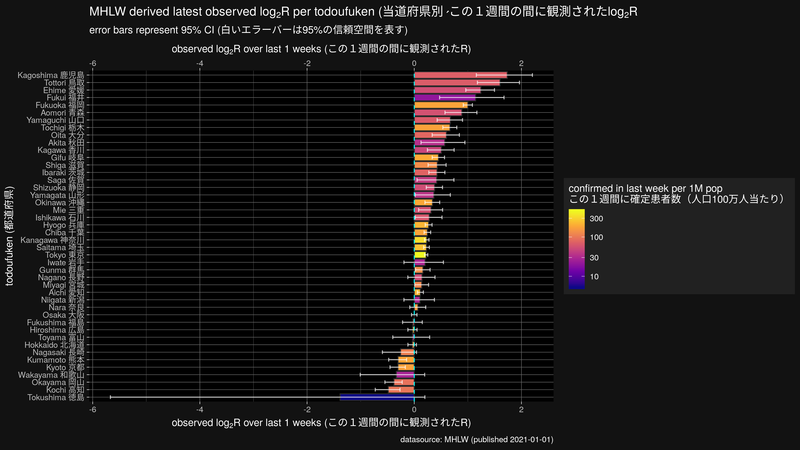 MHLW derived latest observed log2R per todoufuken (当道府県別 -この１週間の間に観測されたlog2R
error bars represent 95% CI (白いエラーバーは95%の信頼空間を表す)
observed log2R over last 1 weeks (この１週間の間に観測されたR)
-6 -4 -2 0 2
Kagoshima 鹿児島
Tottori 鳥取
Ehime 愛媛
Fukui 福井
Fukuoka 福岡
Aomori 青森
Yamaguchi 山口
Tochigi 栃木
Oita 大分
Akita 秋田
Kagawa 香川
Gifu 岐阜
Shiga 滋賀
Ibaraki 茨城
Saga 佐賀
Shizuoka 静岡
Yamagata 山形
Okinawa 沖縄
Mie 三重
Ishikawa 石川
Hyogo 兵庫
Chiba 千葉
Kanagawa 神奈川
Saitama 埼玉
Tokyo 東京
Iwate 岩手
Gunma 群馬
Nagano 長野
Miyagi 宮城
Aichi 愛知
Niigata 新潟
Nara 奈良
Osaka 大阪
Fukushima 福島
Hiroshima 広島
Toyama 富山
Hokkaido 北海道
Nagasaki 長崎
Kumamoto 熊本
Kyoto 京都
Wakayama 和歌山
Okayama 岡山
Kochi 高知
Tokushima 徳島
todoufuken (都道府県)
-6 -4 -2 0 2
observed log2R over last 1 weeks (この１週間の間に観測されたR)
confirmed in last week per 1M pop
この１週間に確定患者数（人口100万人当たり）
300
100
30
10
datasource: MHLW (published 2021-01-01)